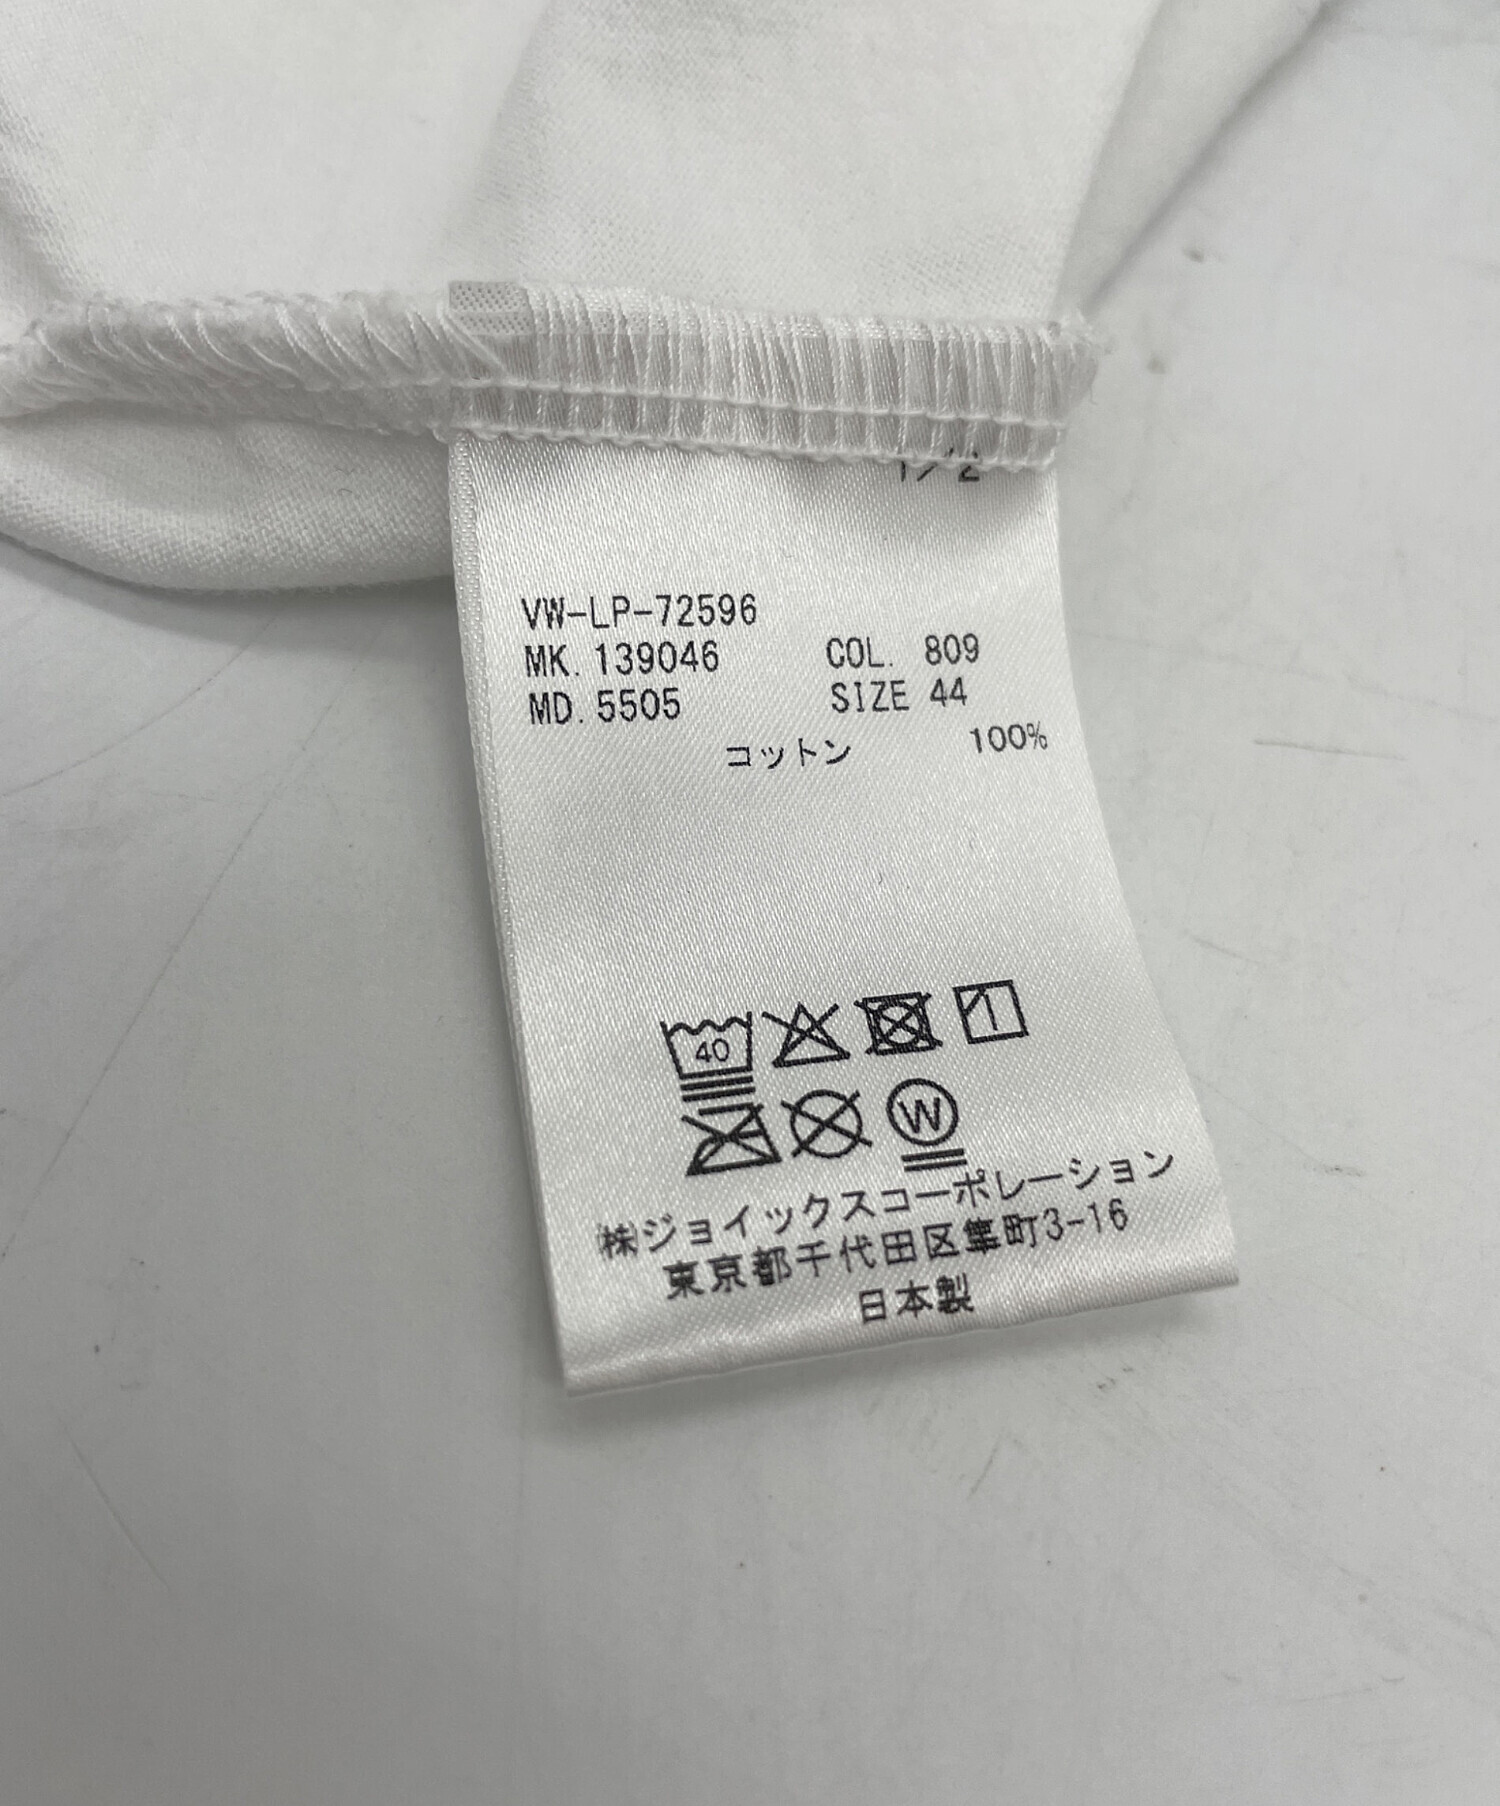 1/2
VW-LP-72596
MK. 139046 COL. 809
MD. 5505 SIZE 44
コットン 100%
40
W
㈱ジョイックスコーポレーション
東京都千代田区隼町3-16
日本製